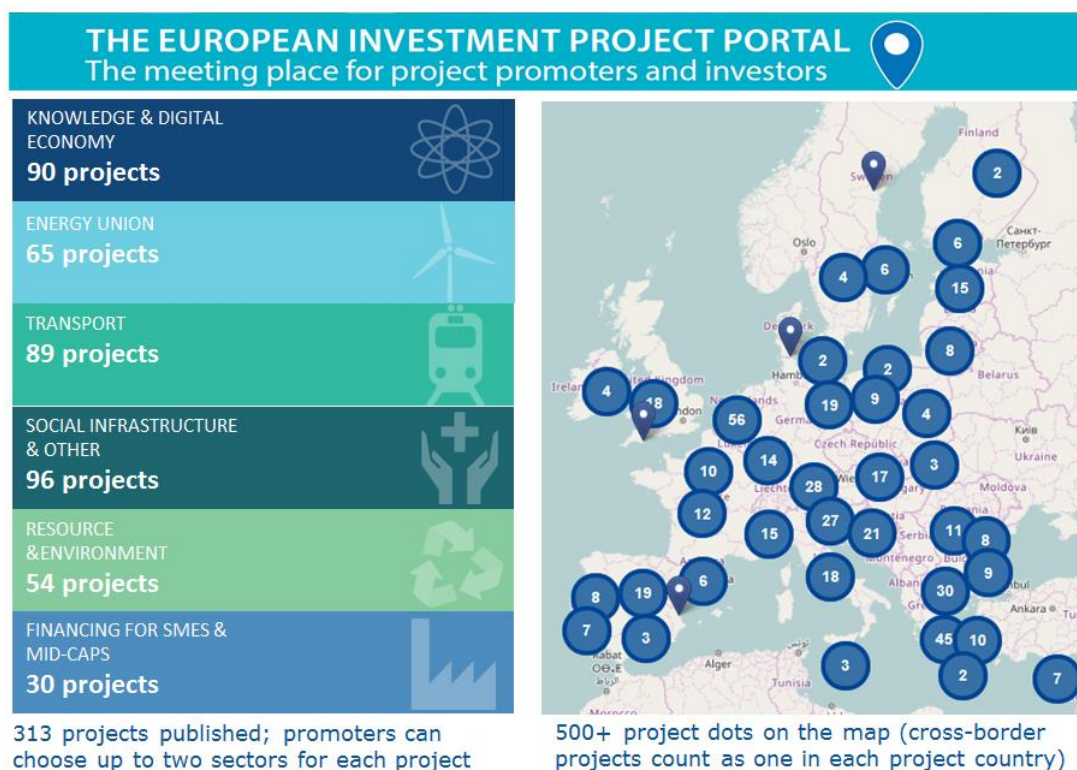 THE EUROPEAN INVESTMENT PROJECT PORTAL
The meeting place for project promoters and investors
KNOWLEDGE & DIGITAL
ECONOMY
90 projects
ENERGY UNION
65 projects
TRANSPORT
89 projects
SOCIAL INFRASTRUCTURE
& OTHER
96 projects
RESOURCE
&ENVIRONMENT
54 projects
FINANCING FOR SMES &
MID-CAPS
30 projects
313 projects published; promoters can
choose up to two sectors for each project
Finland
2
Oslo
6
Санкт-
Петербург
4
6
15
8
2
2
Belarus
Ireland
4
18
56
19
9
4
Czech Republic
Київ
Ukraine
10
14
28
17
3
Moldova
12
15
27
21
11
8
18
9
30
Ankara
6
19
8
7
3
45
10
2
7
Rabat
ⵔⴱⴰⵟ
الرباط
Alger
تونس
Tunisia
3
Morocco
500+ project dots on the map (cross-border
projects count as one in each project country)